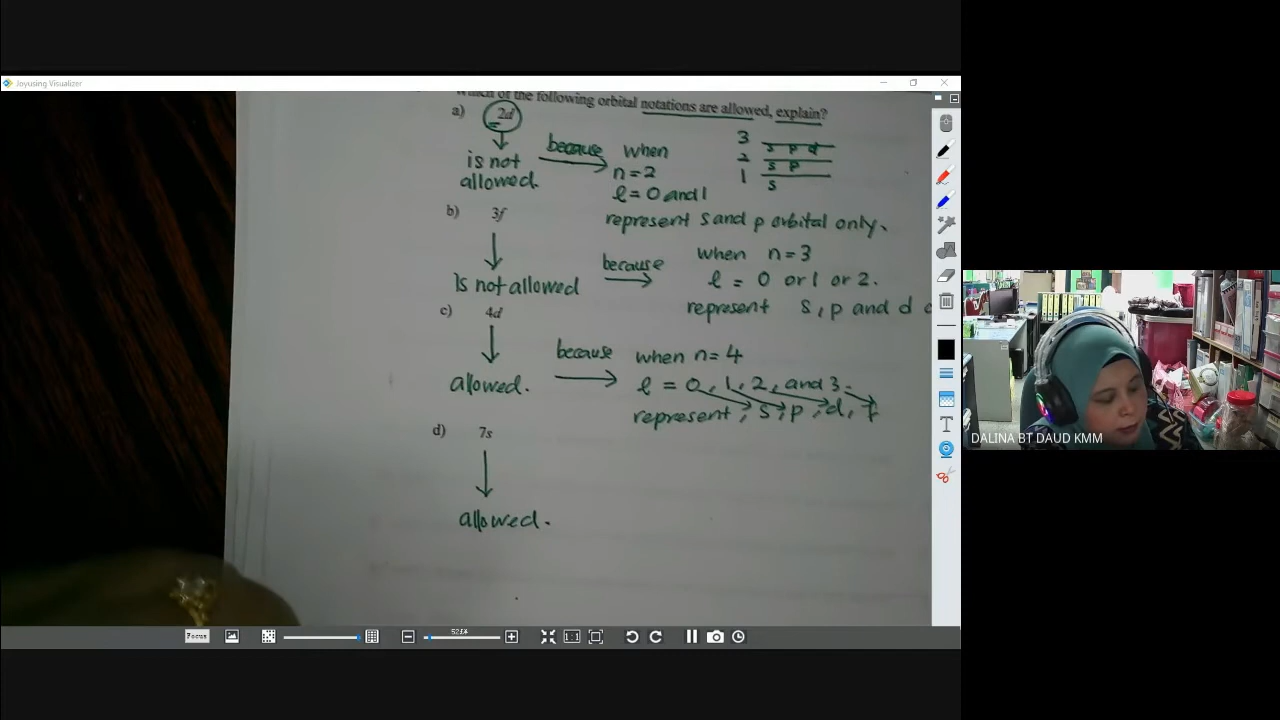 Joyusing Visualizer
Which of the following orbital notations are allowed, explain?
a) 2d
is not allowed.
because
when
n=2
ℓ = 0 and 1
represent s and p orbital only.
3 s p d
2 s p
1 s
b) 3f
Is not allowed
because
when n=3
ℓ = 0 or 1 or 2.
represent s, p and d
c) 4d
allowed.
because
when n=4
ℓ = 0, 1, 2, and 3.
represent, s, p, d, f
d) 7s
allowed.
DALINA BT DAUD KMM
Focus
1:1
T